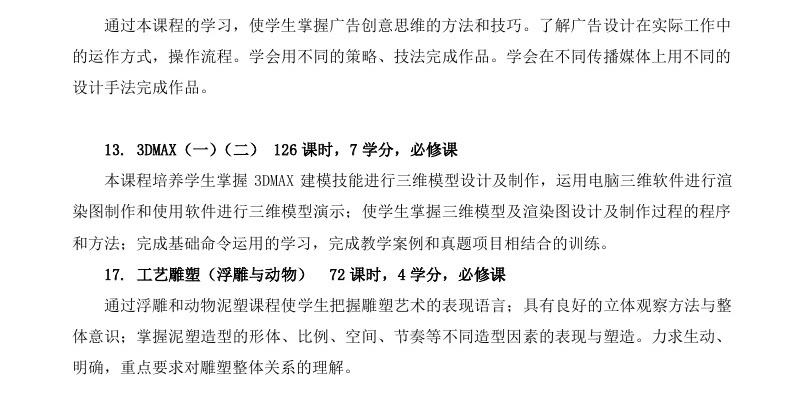 通过本课程的学习，使学生掌握广告创意思维的方法和技巧。了解广告设计在实际工作中
的运作方式，操作流程。学会用不同的策略、技法完成作品。学会在不同传播媒体上用不同的
设计手法完成作品。
13. 3DMAX（一）（二） 126 课时，7 学分，必修课
本课程培养学生掌握 3DMAX 建模技能进行三维模型设计及制作，运用电脑三维软件进行渲
染图制作和使用软件进行三维模型演示；使学生掌握三维模型及渲染图设计及制作过程的程序
和方法；完成基础命令运用的学习，完成教学案例和真题项目相结合的训练。
17. 工艺雕塑（浮雕与动物） 72 课时，4 学分，必修课
通过浮雕和动物泥塑课程使学生把握雕塑艺术的表现语言；具有良好的立体观察方法与整
体意识；掌握泥塑造型的形体、比例、空间、节奏等不同造型因素的表现与塑造。力求生动、
明确，重点要求对雕塑整体关系的理解。